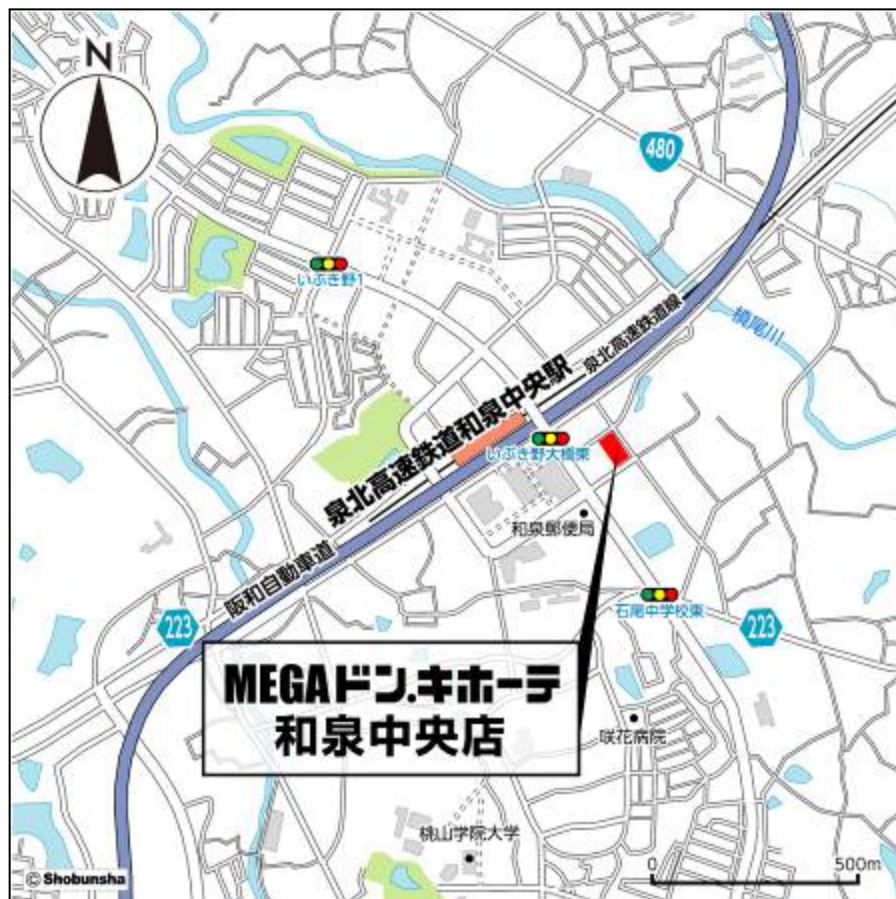 N
480
いぶき野1
槇尾川
泉北高速鉄道線
泉北高速鉄道和泉中央駅
いぶき野大橋東
和泉郵便局
阪和自動車道
石尾中学校東
223
223
MEGAドン.キホーテ
和泉中央店
咲花病院
桃山学院大学
0 500m
© Shobunsha